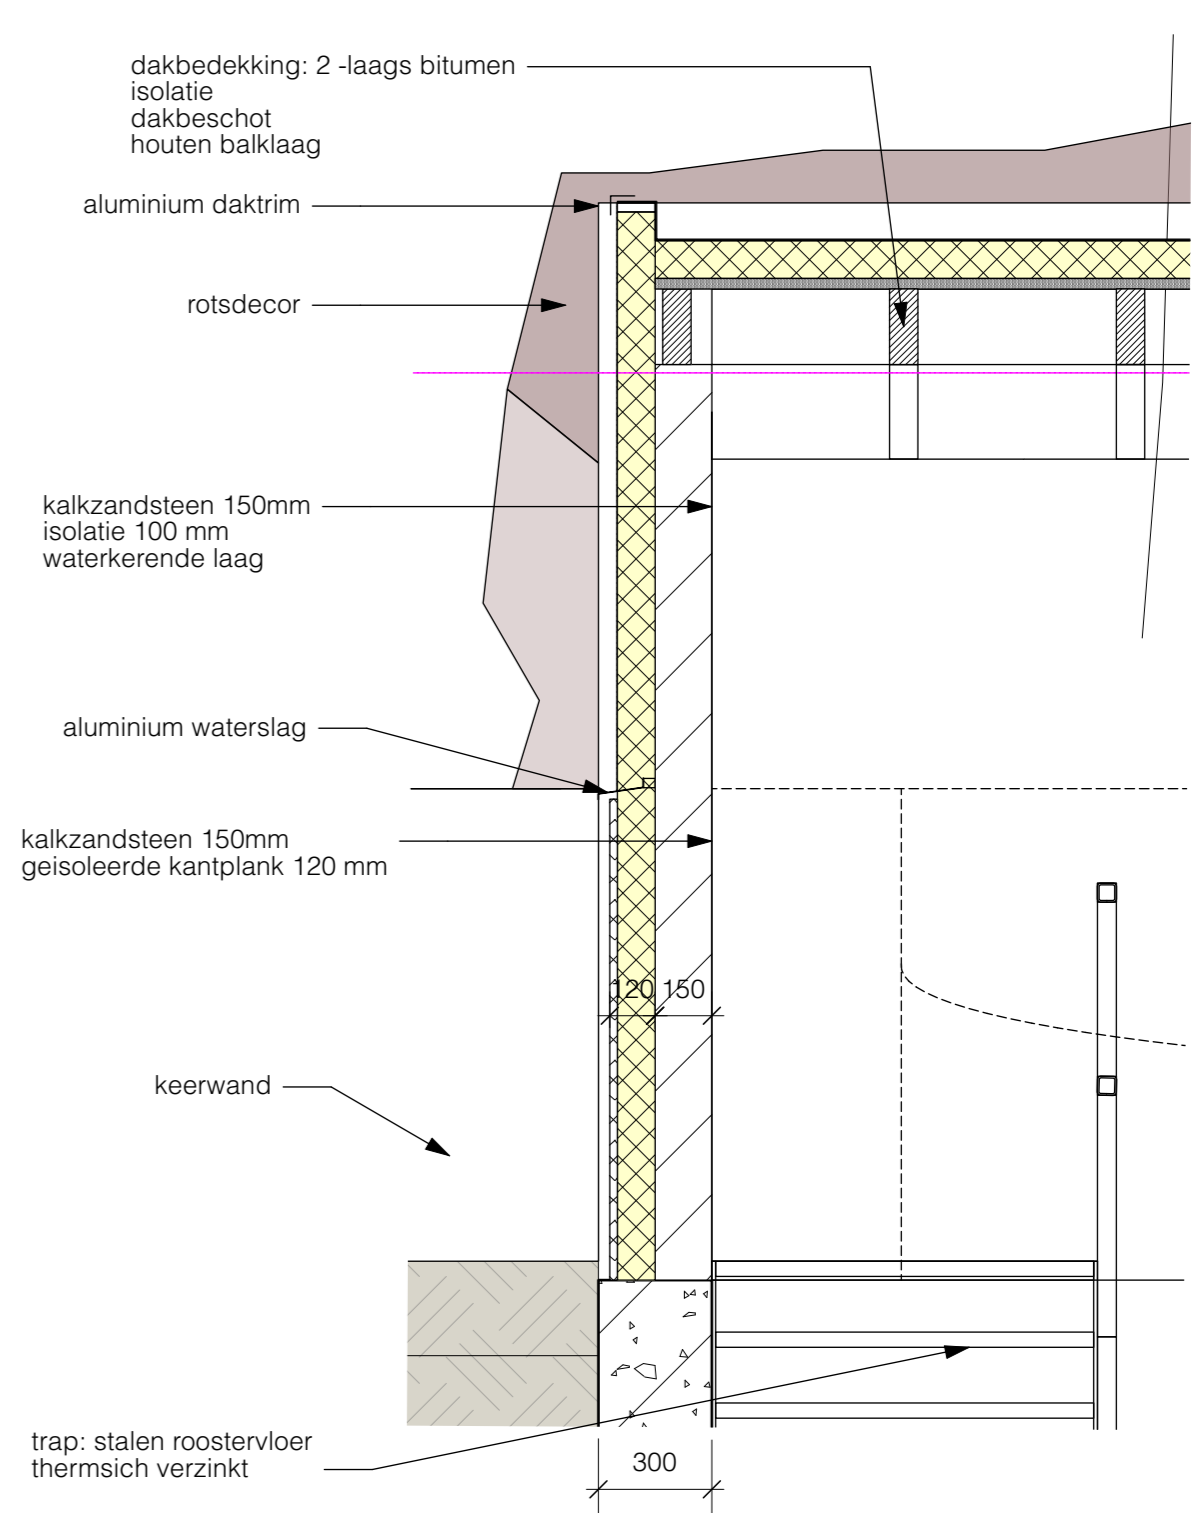 dakbedekking: 2 -laags bitumen
isolatie
dakbeschot
houten balklaag
aluminium daktrim
rotsdecor
kalkzandsteen 150mm
isolatie 100 mm
waterkerende laag
aluminium waterslag
kalkzandsteen 150mm
geisoleerde kantplank 120 mm
120 150
keerwand
trap: stalen roostervloer
thermsich verzinkt
300